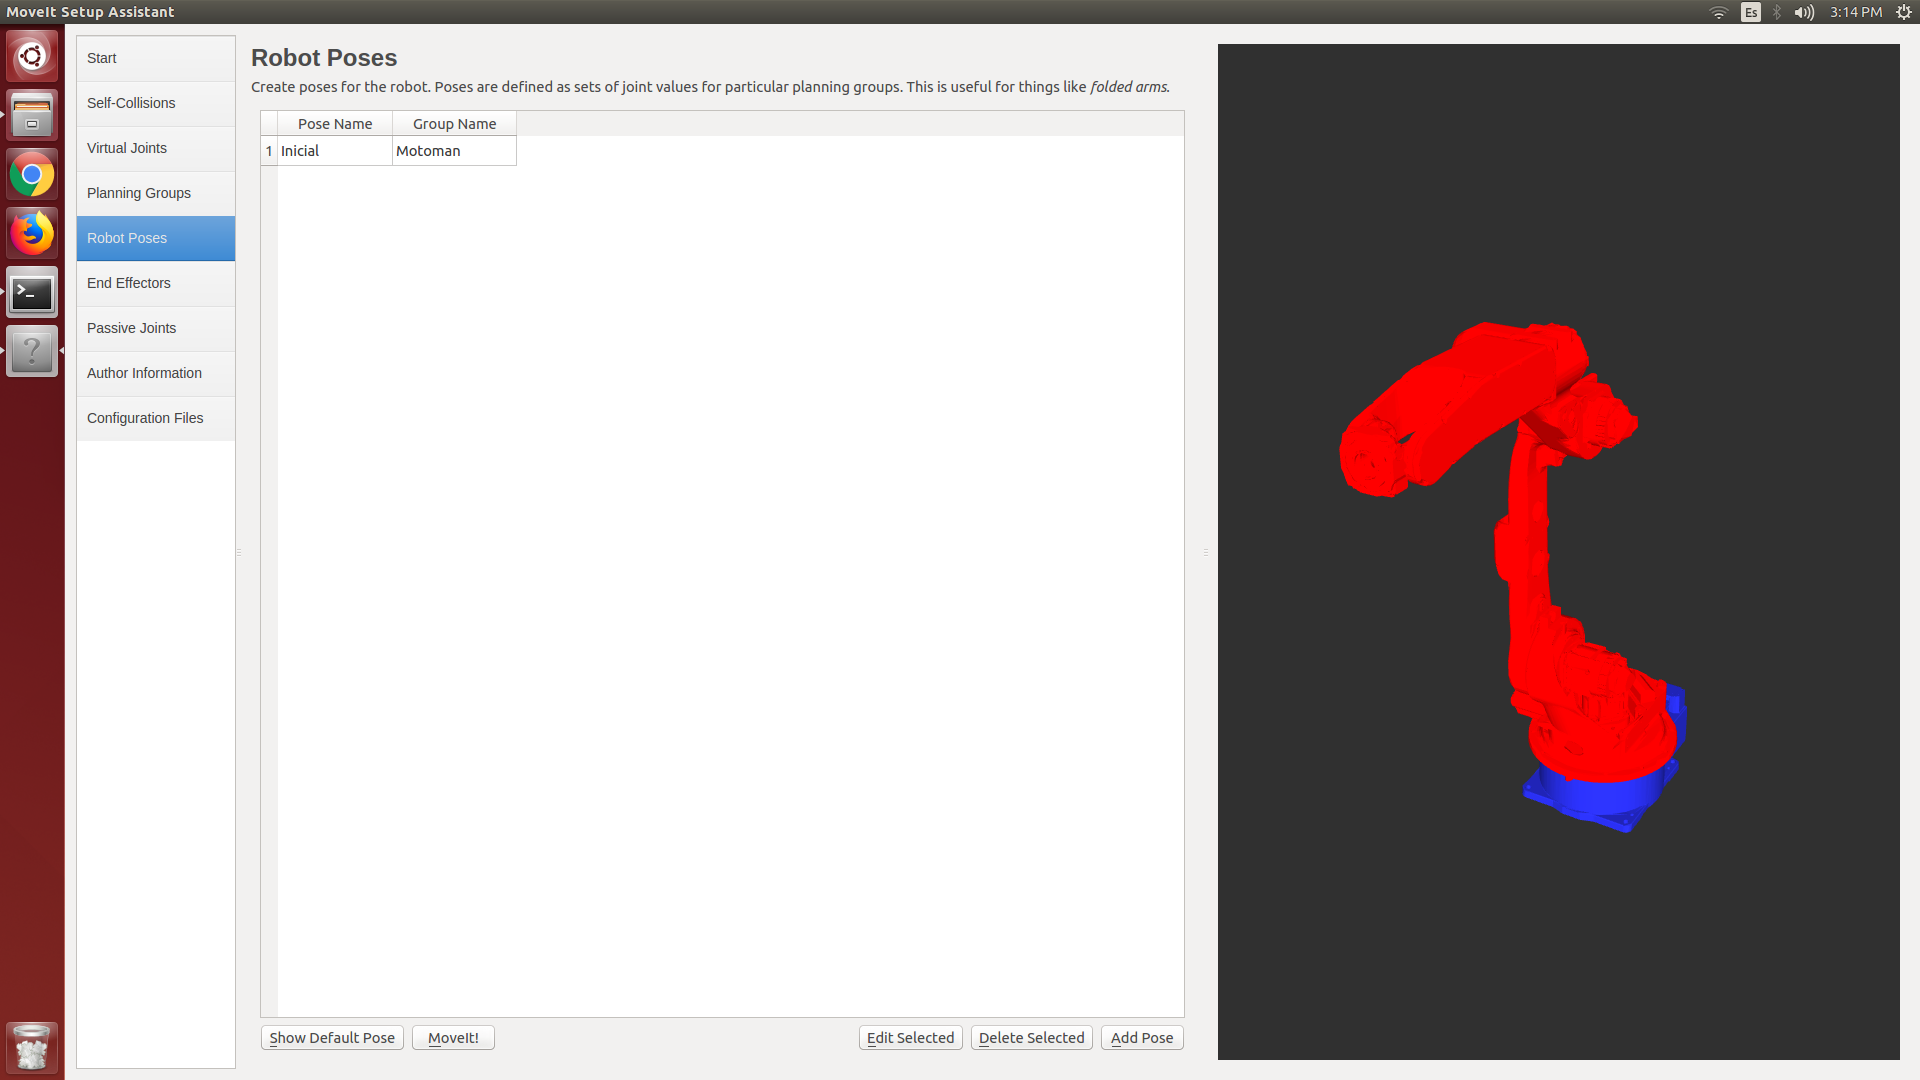 MoveIt Setup Assistant
Es
3:14 PM
Start
Self-Collisions
Virtual Joints
Planning Groups
Robot Poses
End Effectors
Passive Joints
Author Information
Configuration Files
Robot Poses
Create poses for the robot. Poses are defined as sets of joint values for particular planning groups. This is useful for things like folded arms.
Pose Name Group Name
1 Inicial Motoman
Show Default Pose MoveIt! Edit Selected Delete Selected Add Pose